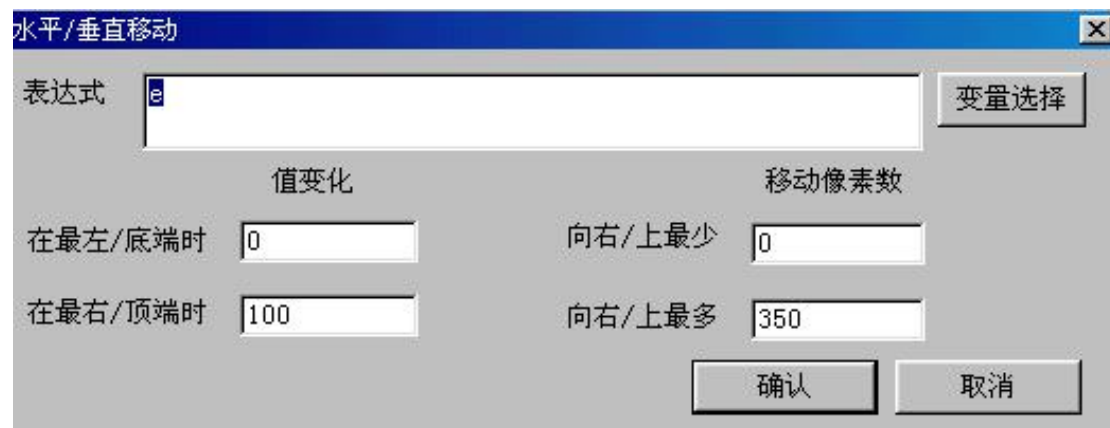 水平/垂直移动
表达式 e 变量选择
值变化 移动像素数
在最左/底端时 0 向右/上最少 0
在最右/顶端时 100 向右/上最多 350
确认 取消